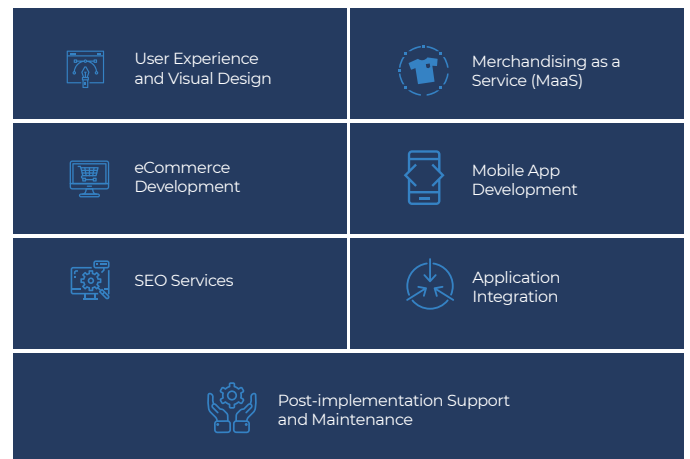 User Experience
and Visual Design
Merchandising as a
Service (MaaS)
eCommerce
Development
Mobile App
Development
SEO Services
Application
Integration
Post-implementation Support
and Maintenance